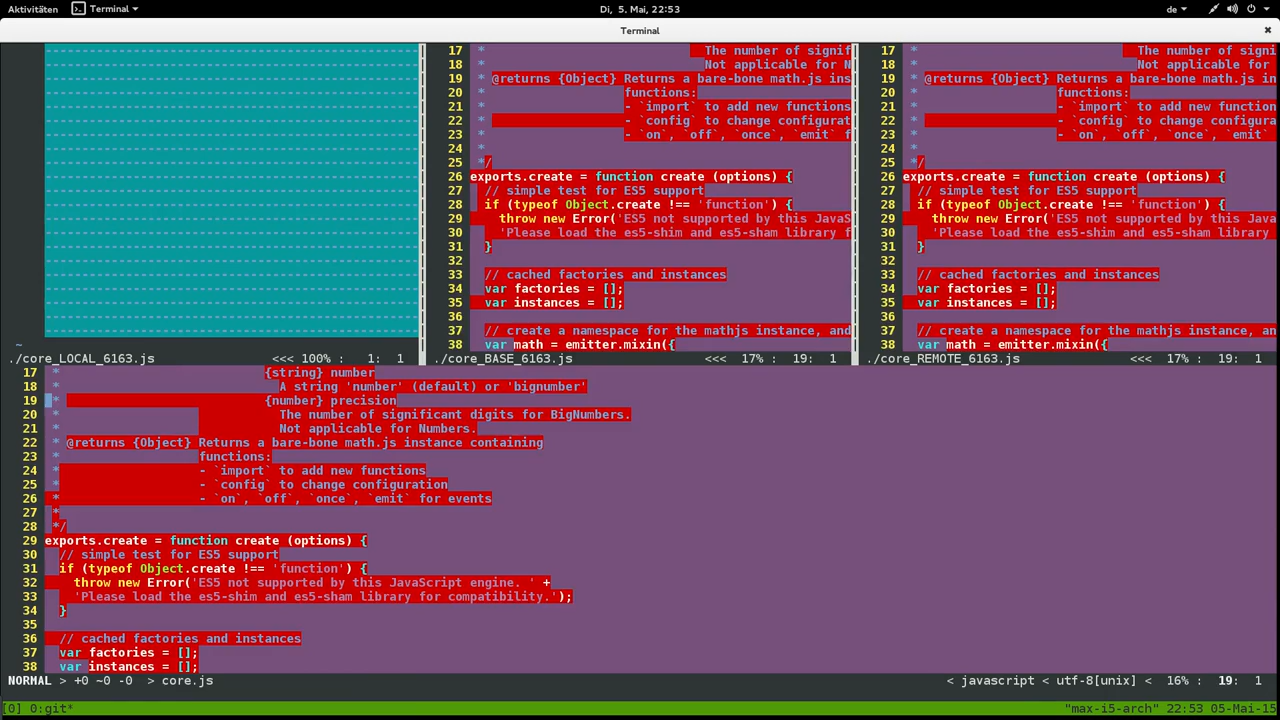 Aktivitäten
Terminal
Di, 5. Mai, 22:53
de
Terminal
~
./core_LOCAL_6163.js <<< 100% : 1: 1
17 * The number of signif
18 * Not applicable for N
19 * @returns {Object} Returns a bare-bone math.js ins
20 * functions:
21 * - `import` to add new functions
22 * - `config` to change configurat
23 * - `on`, `off`, `once`, `emit` f
24 *
25 */
26 exports.create = function create (options) {
27 // simple test for ES5 support
28 if (typeof Object.create !== 'function') {
29 throw new Error('ES5 not supported by this JavaS
30 'Please load the es5-shim and es5-sham library f
31 }
32
33 // cached factories and instances
34 var factories = [];
35 var instances = [];
36
37 // create a namespace for the mathjs instance, and
38 var math = emitter.mixin({
./core_BASE_6163.js <<< 17% : 19: 1
17 * The number of signi
18 * Not applicable for
19 * @returns {Object} Returns a bare-bone math.js in
20 * functions:
21 * - `import` to add new function
22 * - `config` to change configura
23 * - `on`, `off`, `once`, `emit`
24 *
25 */
26 exports.create = function create (options) {
27 // simple test for ES5 support
28 if (typeof Object.create !== 'function') {
29 throw new Error('ES5 not supported by this Java
30 'Please load the es5-shim and es5-sham library
31 }
32
33 // cached factories and instances
34 var factories = [];
35 var instances = [];
36
37 // create a namespace for the mathjs instance, an
38 var math = emitter.mixin({
./core_REMOTE_6163.js <<< 17% : 19: 1
17 * {string} number
18 * A string 'number' (default) or 'bignumber'
19 * {number} precision
20 * The number of significant digits for BigNumbers.
21 * Not applicable for Numbers.
22 * @returns {Object} Returns a bare-bone math.js instance containing
23 * functions:
24 * - `import` to add new functions
25 * - `config` to change configuration
26 * - `on`, `off`, `once`, `emit` for events
27 *
28 */
29 exports.create = function create (options) {
30 // simple test for ES5 support
31 if (typeof Object.create !== 'function') {
32 throw new Error('ES5 not supported by this JavaScript engine. ' +
33 'Please load the es5-shim and es5-sham library for compatibility.');
34 }
35
36 // cached factories and instances
37 var factories = [];
38 var instances = [];
NORMAL > +0 ~0 -0 > core.js < javascript < utf-8[unix] < 16% : 19: 1
[0] 0:git* "max-i5-arch" 22:53 05-Mai-15